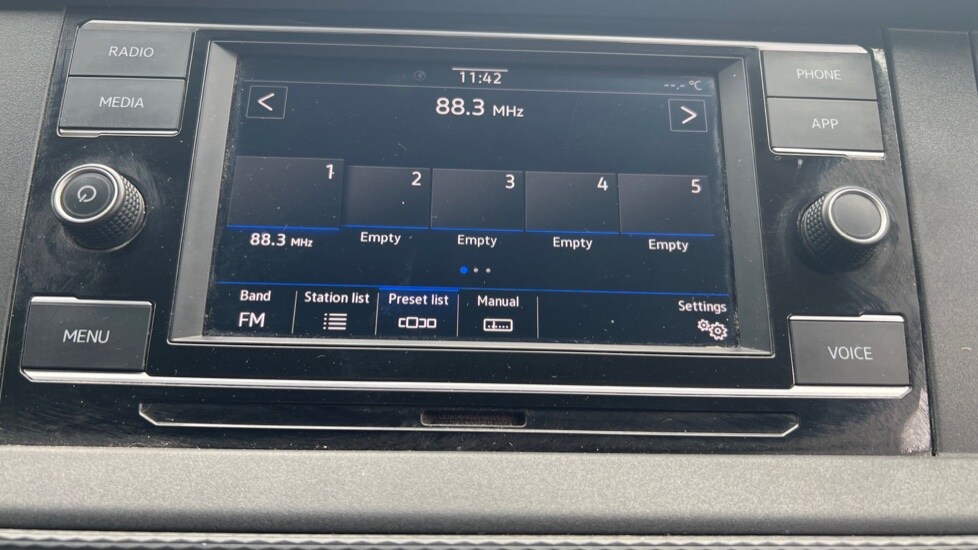 RADIO
MEDIA
MENU
11:42
--.- °C
<
88.3 MHz
>
1
2
3
4
5
88.3 MHz
Empty
Empty
Empty
Empty
Band
FM
Station list
Preset list
Manual
Settings
PHONE
APP
VOICE